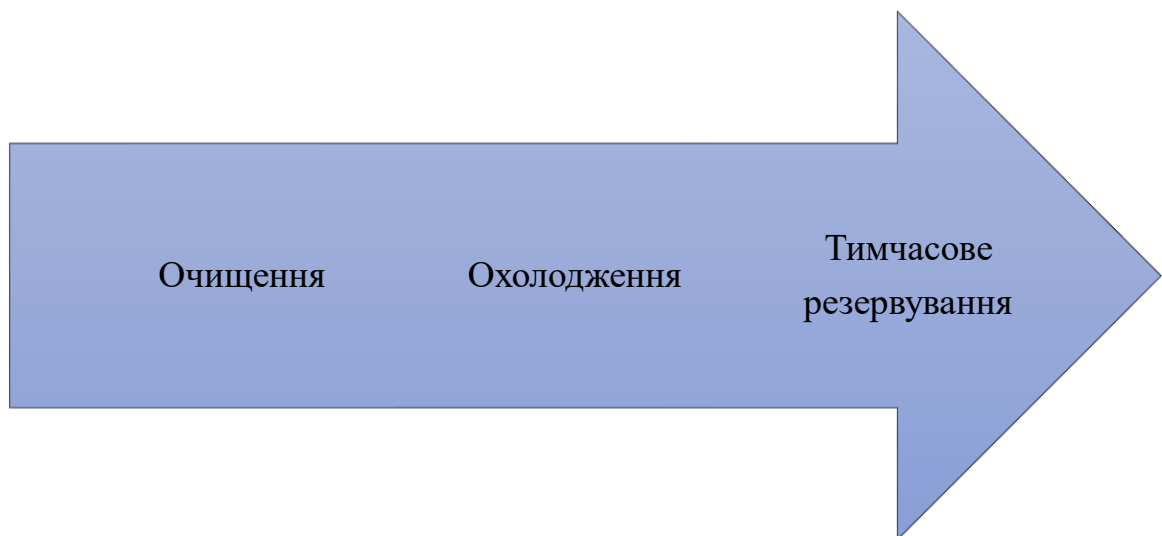 Очищення
Охолодження
Тимчасове
резервування